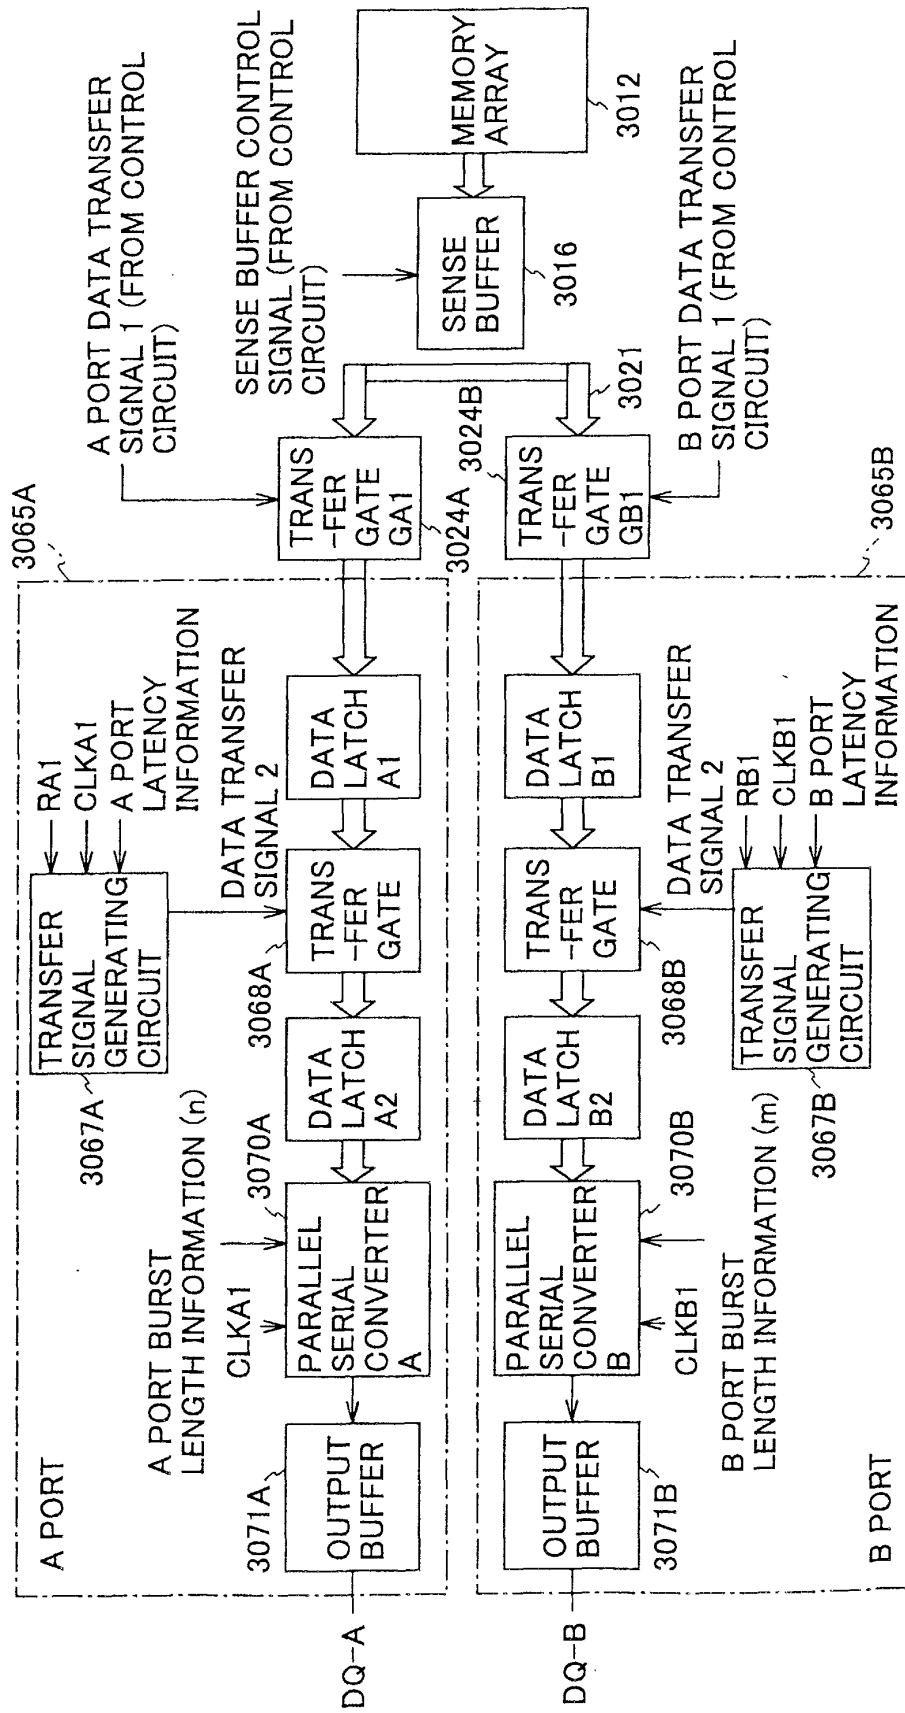 3065A
A PORT DATA TRANSFER
SIGNAL 1 (FROM CONTROL
CIRCUIT)
SENSE BUFFER CONTROL
SIGNAL (FROM CONTROL
CIRCUIT)
MEMORY
ARRAY
3012
SENSE
BUFFER
3016
3021
B PORT DATA TRANSFER
SIGNAL 1 (FROM CONTROL
CIRCUIT)
3065B
TRANS
-FER
GATE
GA1
3024A
3024B
TRANS
-FER
GATE
GB1
A PORT
RA1
CLKA1
A PORT
LATENCY
INFORMATION
TRANSFER
SIGNAL
GENERATING
CIRCUIT
3067A
DATA TRANSFER
SIGNAL 2
DATA
LATCH
A1
TRANS
-FER
GATE
3068A
DATA
LATCH
A2
3070A
A PORT BURST
LENGTH INFORMATION (n)
CLKA1
PARALLEL
SERIAL
CONVERTER
A
3071A
OUTPUT
BUFFER
DQ-A
DATA
LATCH
B1
DATA TRANSFER
SIGNAL 2
TRANS
-FER
GATE
3068B
RB1
CLKB1
B PORT
LATENCY
INFORMATION
TRANSFER
SIGNAL
GENERATING
CIRCUIT
3067B
DATA
LATCH
B2
3070B
PARALLEL
SERIAL
CONVERTER
B
CLKB1
B PORT BURST
LENGTH INFORMATION (m)
OUTPUT
BUFFER
3071B
DQ-B
B PORT